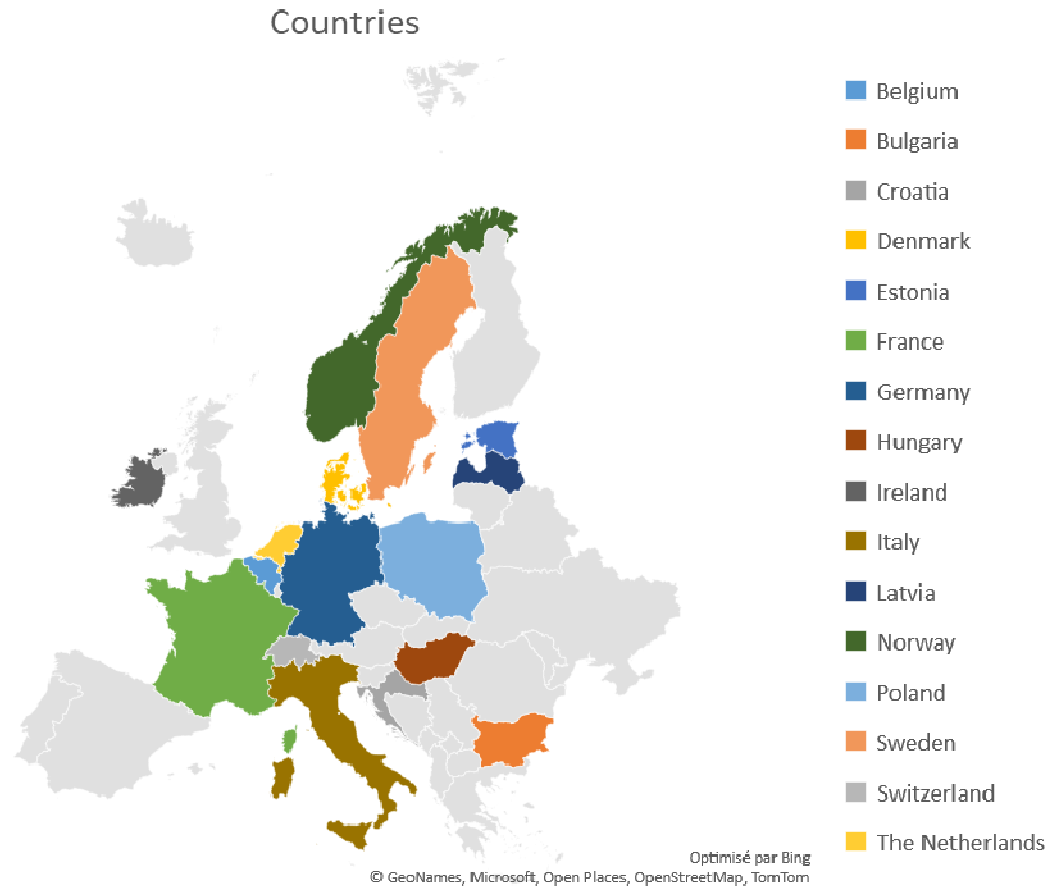 Countries
Belgium
Bulgaria
Croatia
Denmark
Estonia
France
Germany
Hungary
Ireland
Italy
Latvia
Norway
Poland
Sweden
Switzerland
The Netherlands
Optimisé par Bing
© GeoNames, Microsoft, Open Places, OpenStreetMap, TomTom